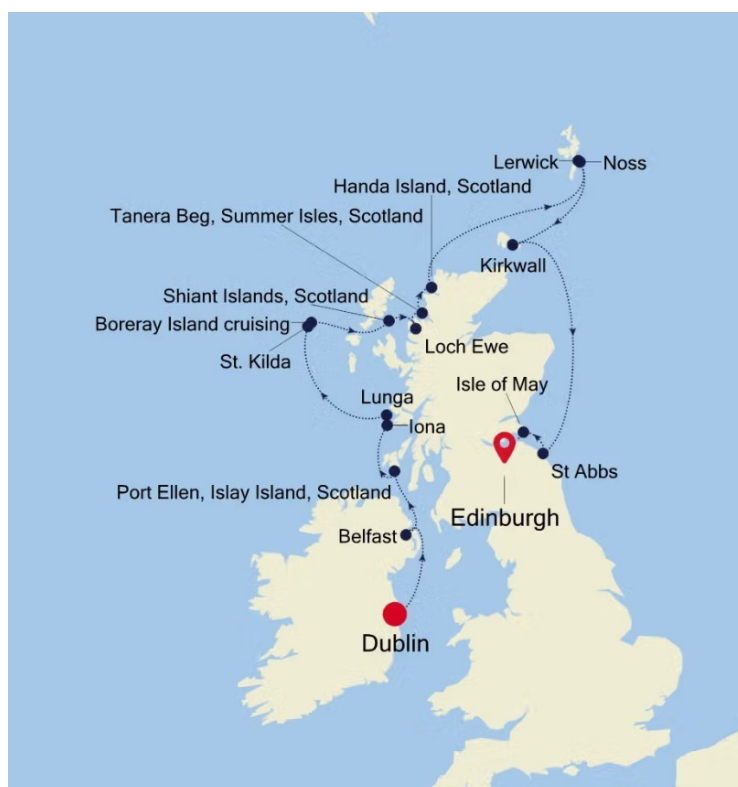 Lerwick
Noss
Handa Island, Scotland
Tanera Beg, Summer Isles, Scotland
Kirkwall
Shiant Islands, Scotland
Boreray Island cruising
Loch Ewe
St. Kilda
Isle of May
Lunga
Iona
St Abbs
Port Ellen, Islay Island, Scotland
Edinburgh
Belfast
Dublin